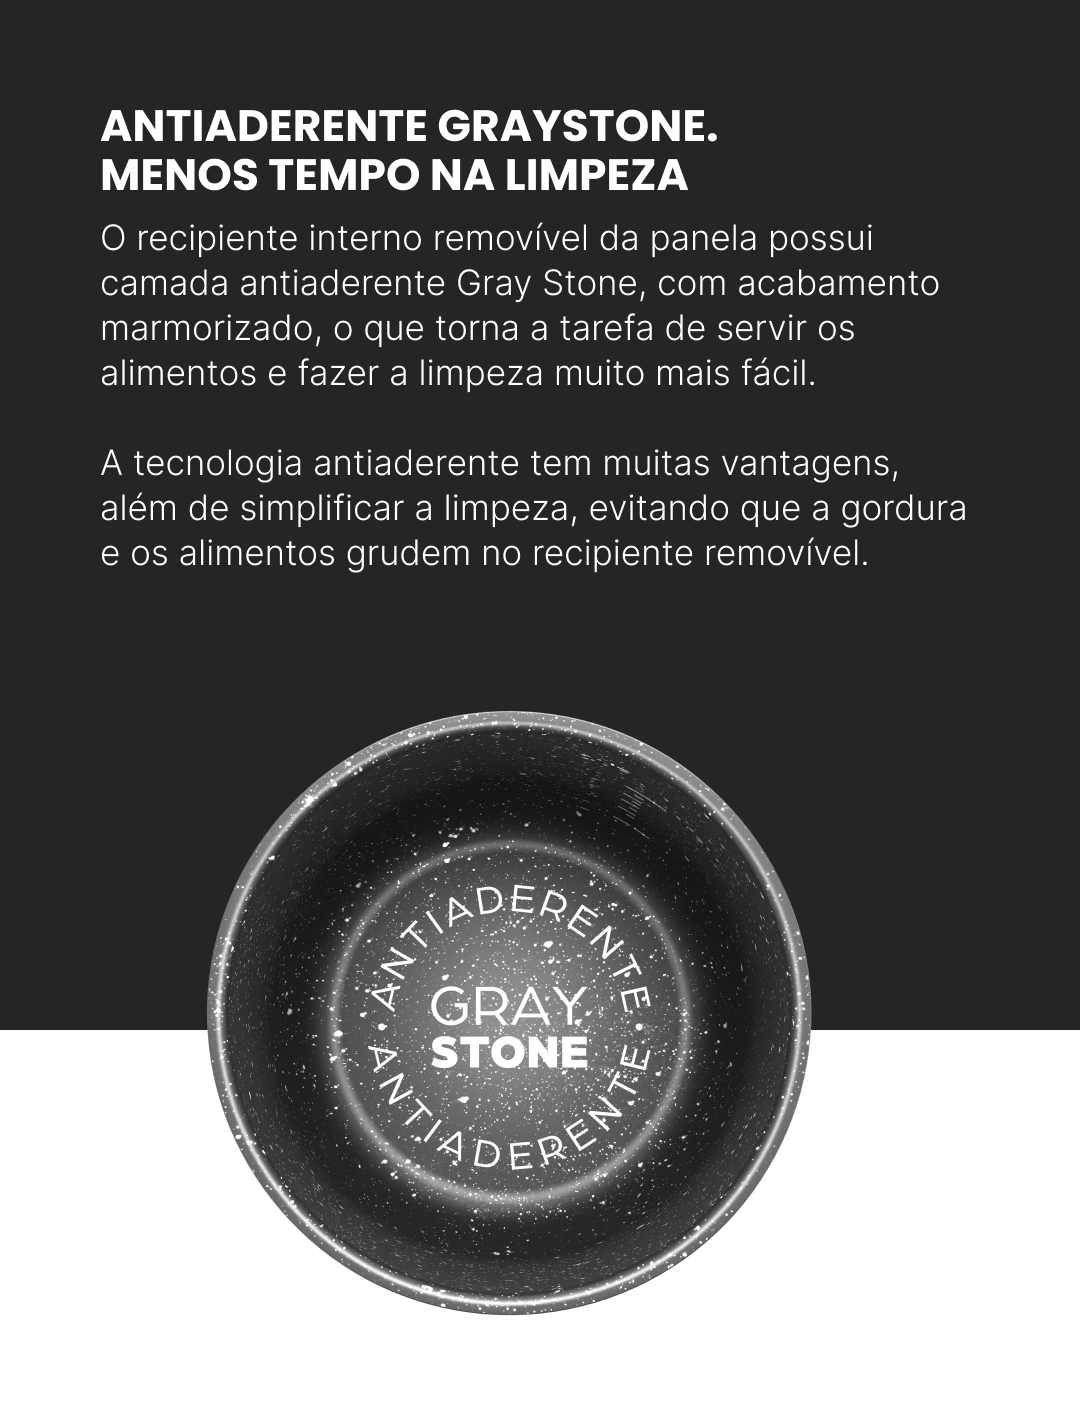 ANTIADERENTE GRAYSTONE.
MENOS TEMPO NA LIMPEZA
O recipiente interno removível da panela possui
camada antiaderente Gray Stone, com acabamento
marmorizado, o que torna a tarefa de servir os
alimentos e fazer a limpeza muito mais fácil.
A tecnologia antiaderente tem muitas vantagens,
além de simplificar a limpeza, evitando que a gordura
e os alimentos grudem no recipiente removível.
ANTIADERENTE
GRAY
STONE
ANTIADERENTE